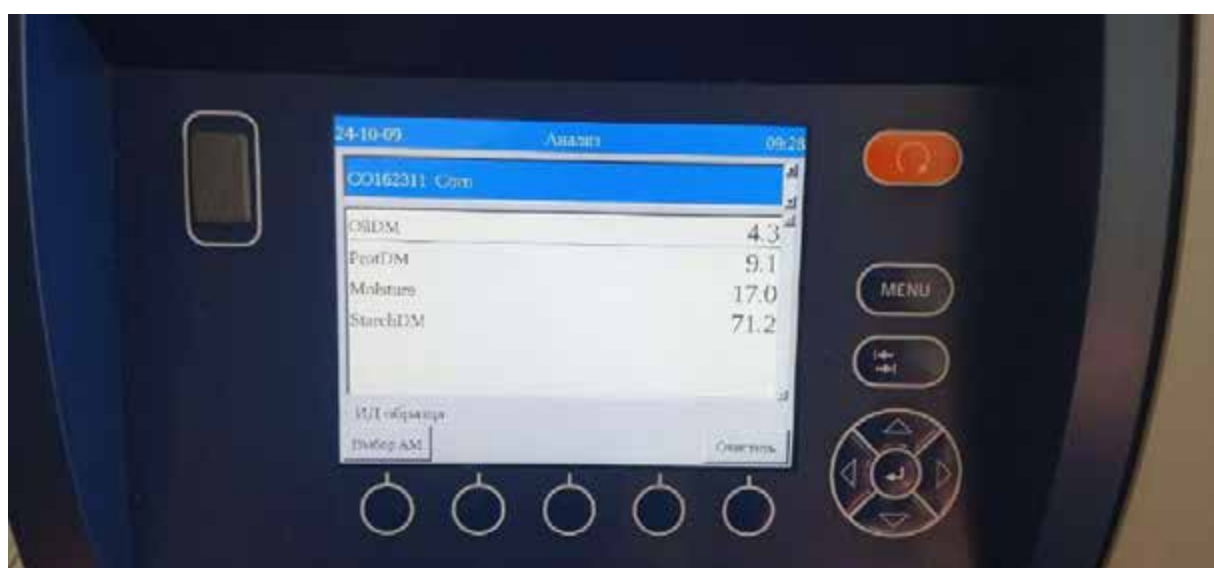 24-10-09 Анализ 09:28
CO162311 Corn
OilDM 4.3
ProtDM 9.1
Moisture 17.0
StarchDM 71.2
ИД образца
Выбор АМ Очистить
MENU